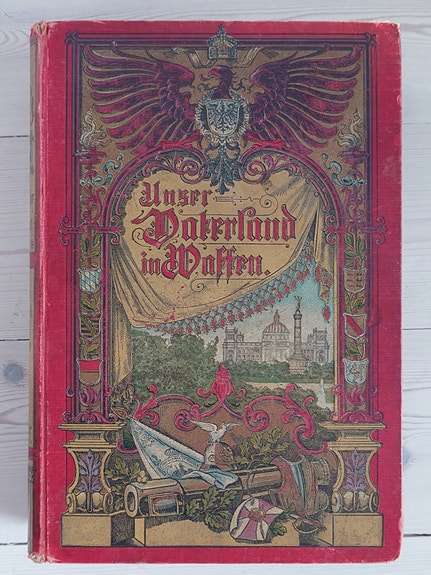 Unser
Vaterland
in Waffen.